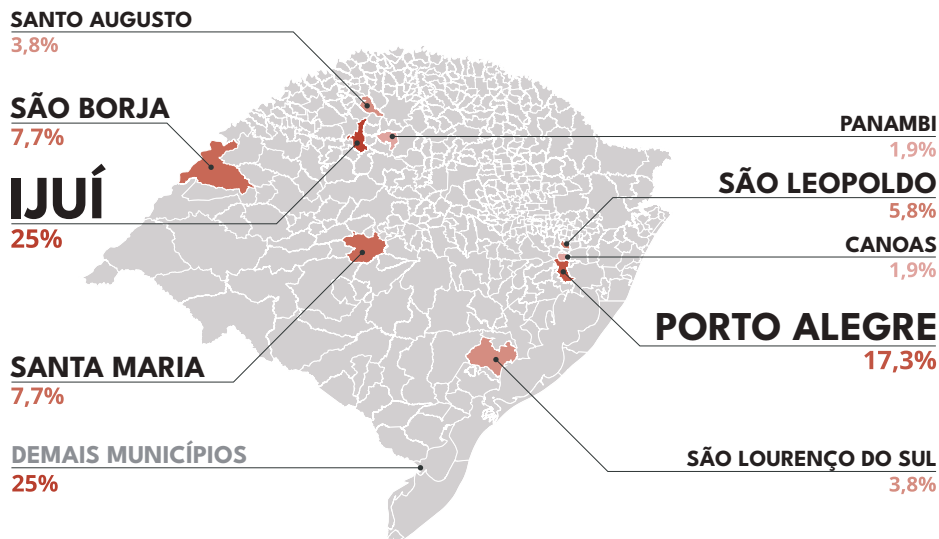 SANTO AUGUSTO
3,8%
SÃO BORJA
7,7%
IJUÍ
25%
SANTA MARIA
7,7%
DEMAIS MUNICÍPIOS
25%
PANAMBI
1,9%
SÃO LEOPOLDO
5,8%
CANOAS
1,9%
PORTO ALEGRE
17,3%
SÃO LOURENÇO DO SUL
3,8%